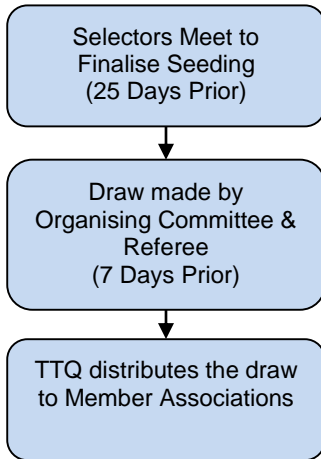 Selectors Meet to
Finalise Seeding
(25 Days Prior)
Draw made by
Organising Committee &
Referee
(7 Days Prior)
TTQ distributes the draw
to Member Associations